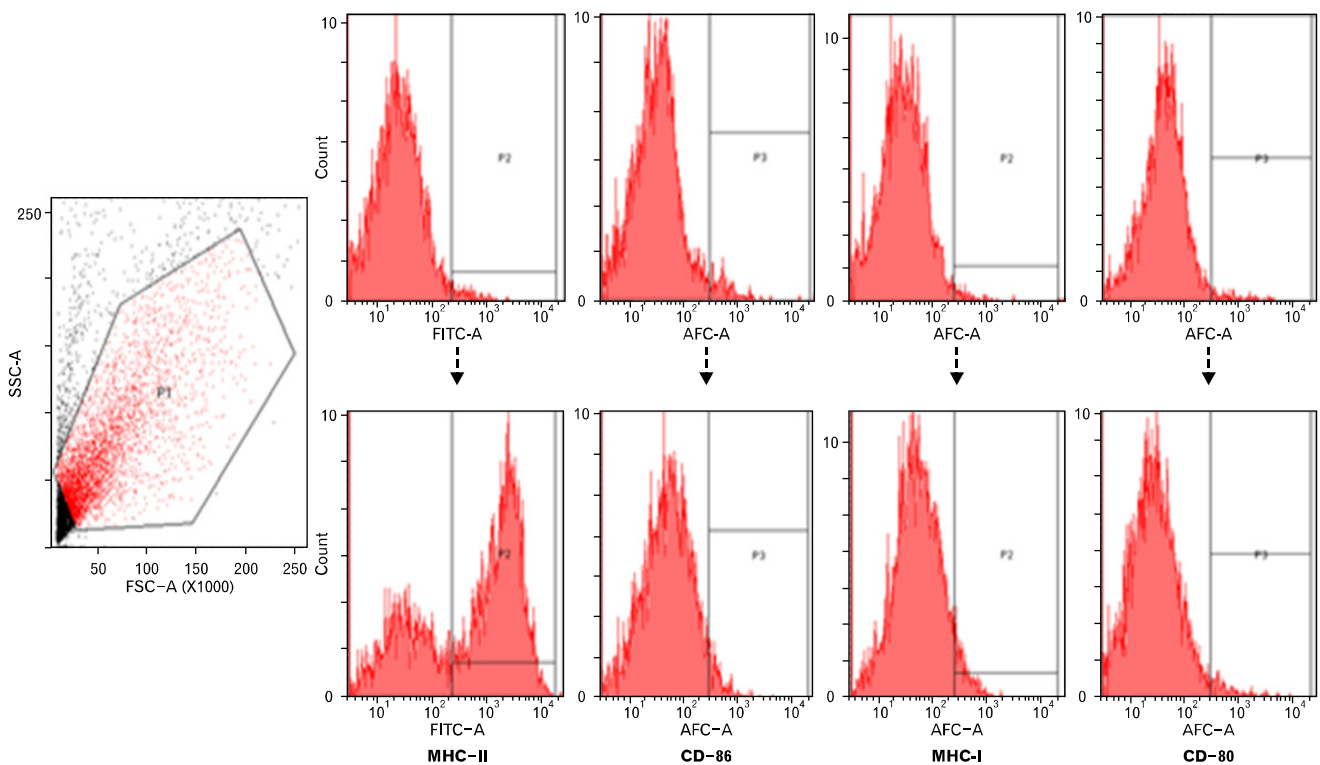 10
10
10
10
Count
P2
P3
P2
P3
0
0
0
0
10¹ 10² 10³ 10⁴
10¹ 10² 10³ 10⁴
10¹ 10² 10³ 10⁴
10¹ 10² 10³ 10⁴
FITC-A
AFC-A
AFC-A
AFC-A
250
SSC-A
P1
50 100 150 200 250
FSC-A (X1000)
10
10
10
10
Count
P2
P3
P2
P3
0
0
0
0
10¹ 10² 10³ 10⁴
10¹ 10² 10³ 10⁴
10¹ 10² 10³ 10⁴
10¹ 10² 10³ 10⁴
FITC-A
AFC-A
AFC-A
AFC-A
MHC-II
CD-86
MHC-I
CD-80